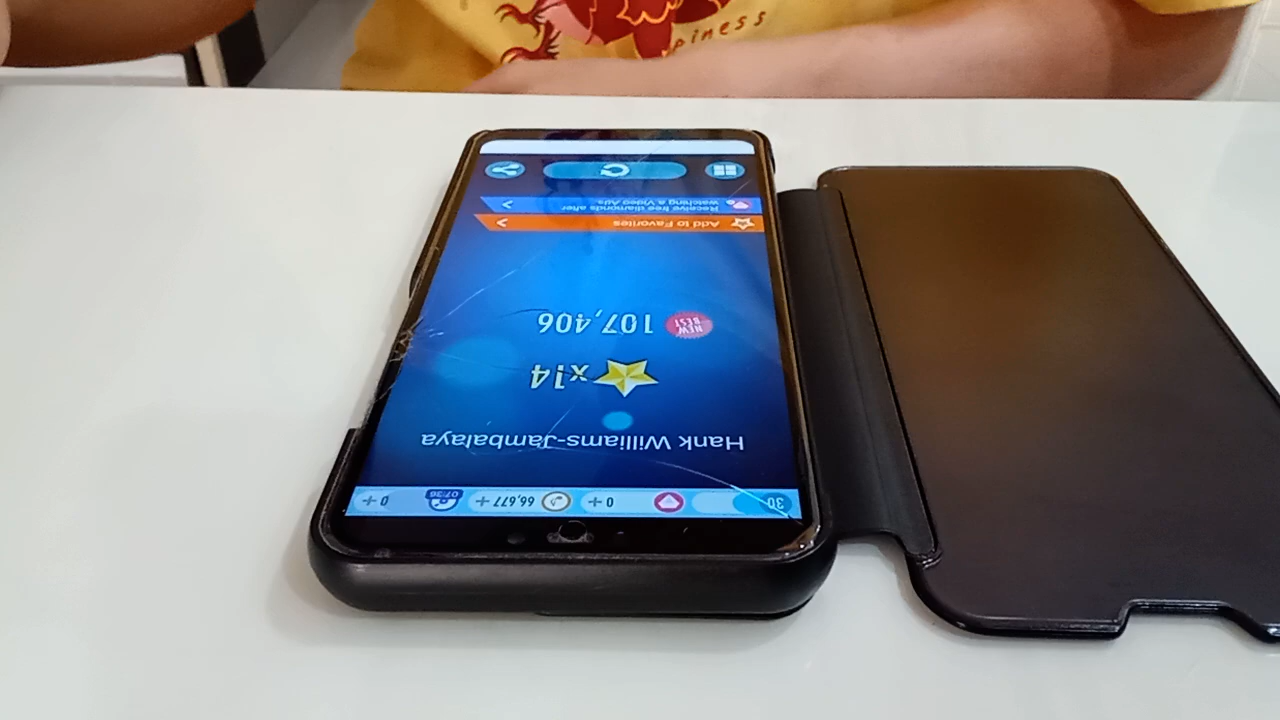 piness
30 0 + 66,677 + 07:36 0 +
Hank Williams-Jambalaya
x14
NEW BEST 107,406
Add to Favorites >
Receive free diamonds after
watching a Video Ads. >